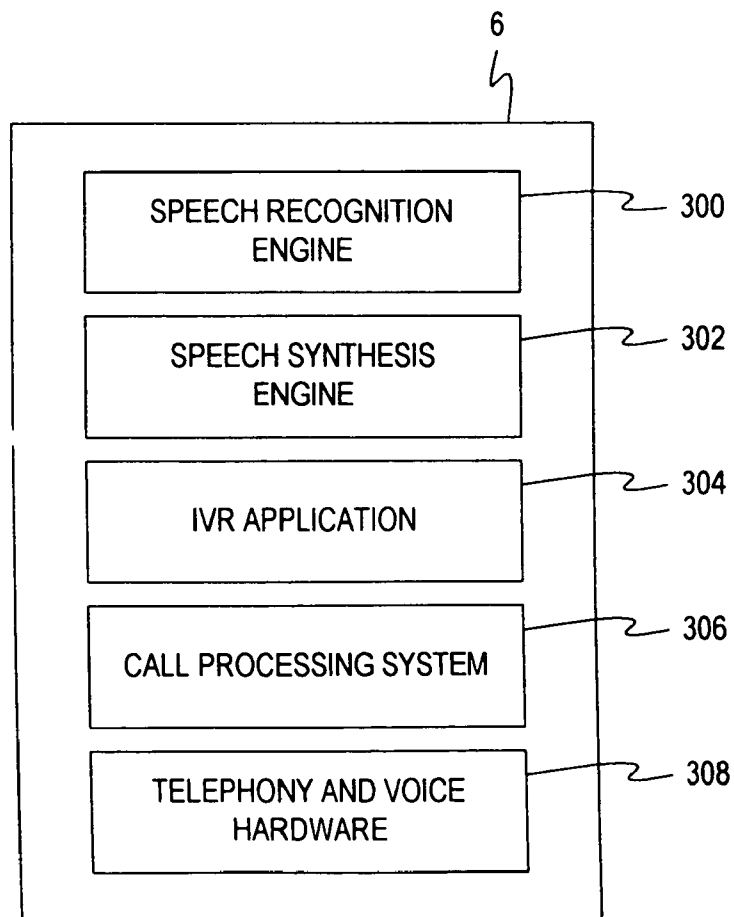 6
SPEECH RECOGNITION
ENGINE
300
SPEECH SYNTHESIS
ENGINE
302
IVR APPLICATION
304
CALL PROCESSING SYSTEM
306
TELEPHONY AND VOICE
HARDWARE
308